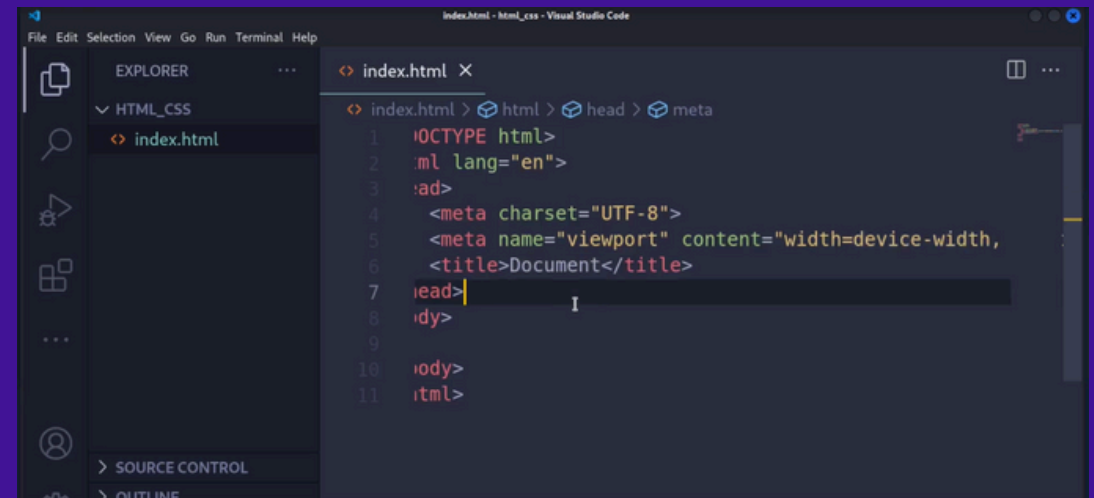 index.html - html_css - Visual Studio Code
File Edit Selection View Go Run Terminal Help
EXPLORER ...
HTML_CSS
index.html
index.html
index.html > html > head > meta
1 OCTYPE html>
2 ml lang="en">
3 ead>
4 <meta charset="UTF-8">
5 <meta name="viewport" content="width=device-width,
6 <title>Document</title>
7 ead>
8 dy>
9
10 body>
11 tml>
SOURCE CONTROL
OUTLINE